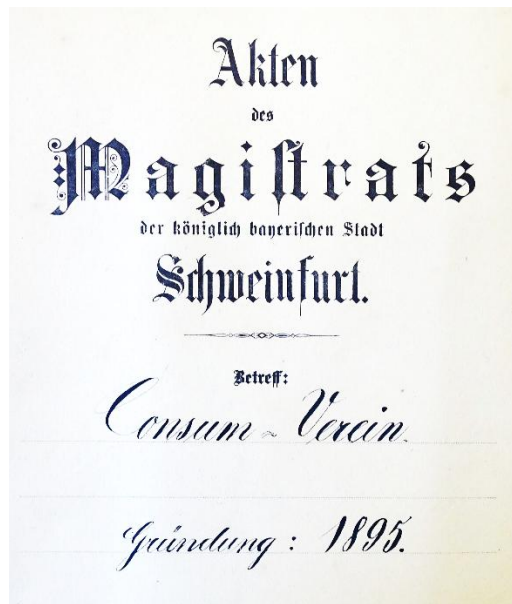 Akten
des
Magistrats
der königlich bayerischen Stadt
Schweinfurt.
Betreff:
Consum - Verein.
Gründung : 1895.